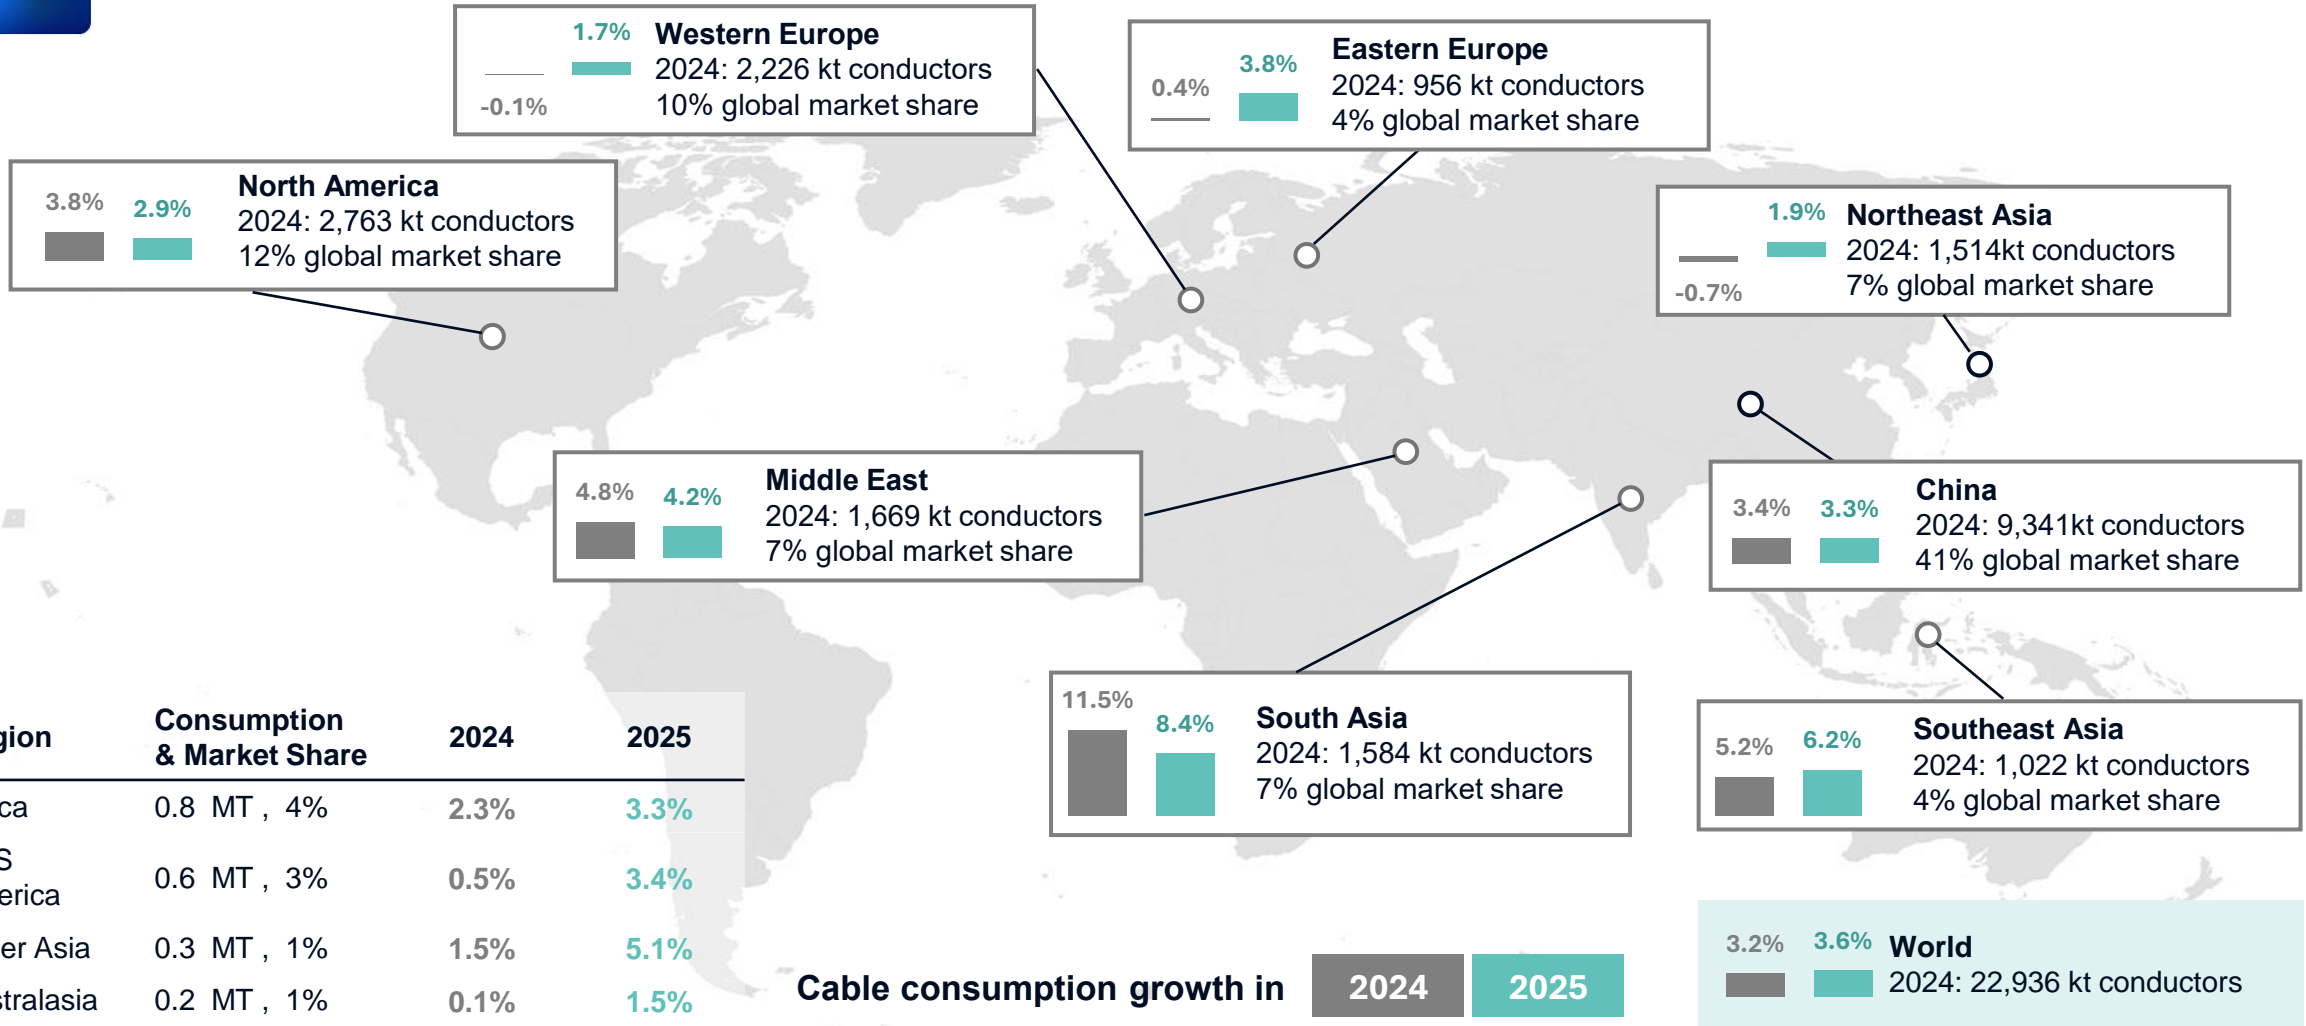 1.7%
Western Europe
2024: 2,226 kt conductors
-0.1%
10% global market share
3.8%
Eastern Europe
0.4%
2024: 956 kt conductors
4% global market share
3.8%
2.9%
North America
2024: 2,763 kt conductors
12% global market share
1.9%
Northeast Asia
2024: 1,514kt conductors
-0.7%
7% global market share
4.8%
4.2%
Middle East
2024: 1,669 kt conductors
7% global market share
3.4%
3.3%
China
2024: 9,341kt conductors
41% global market share
11.5%
8.4%
South Asia
2024: 1,584 kt conductors
7% global market share
5.2%
6.2%
Southeast Asia
2024: 1,022 kt conductors
4% global market share
gion
Consumption
& Market Share
2024
2025
ca
0.8 MT , 4%
2.3%
3.3%
S
erica
0.6 MT , 3%
0.5%
3.4%
er Asia
0.3 MT , 1%
1.5%
5.1%
stralasia
0.2 MT , 1%
0.1%
1.5%
Cable consumption growth in
2024
2025
3.2%
3.6%
World
2024: 22,936 kt conductors